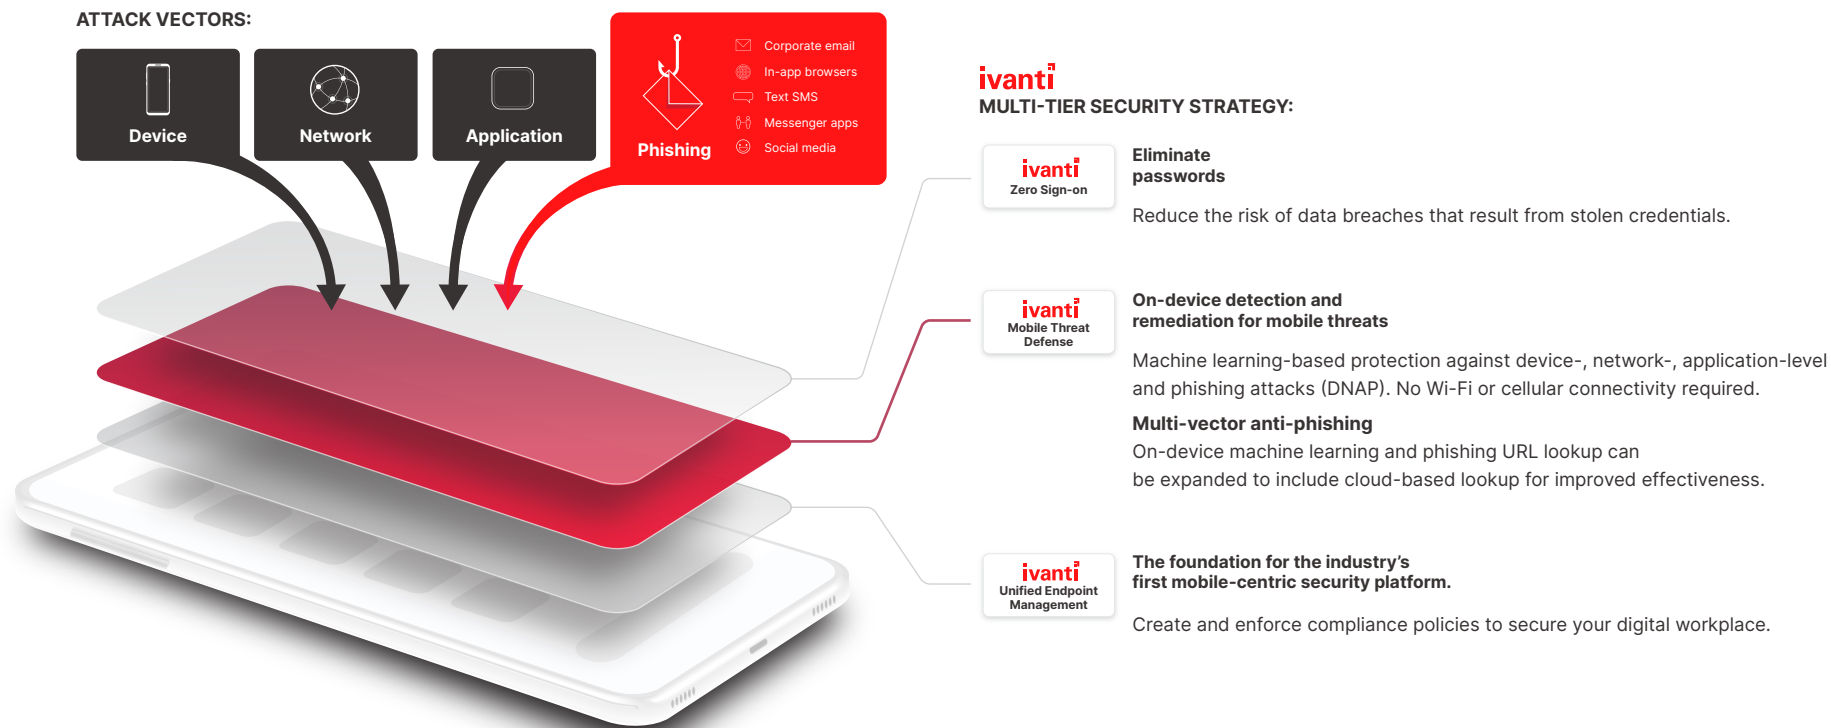 ATTACK VECTORS:
Device
Network
Application
Phishing
Corporate email
In-app browsers
Text SMS
Messenger apps
Social media
ivanti
MULTI-TIER SECURITY STRATEGY:
ivanti
Zero Sign-on
Eliminate
passwords
Reduce the risk of data breaches that result from stolen credentials.
ivanti
Mobile Threat
Defense
On-device detection and
remediation for mobile threats
Machine learning-based protection against device-, network-, application-level
and phishing attacks (DNAP). No Wi-Fi or cellular connectivity required.
Multi-vector anti-phishing
On-device machine learning and phishing URL lookup can
be expanded to include cloud-based lookup for improved effectiveness.
ivanti
Unified Endpoint
Management
The foundation for the industry’s
first mobile-centric security platform.
Create and enforce compliance policies to secure your digital workplace.